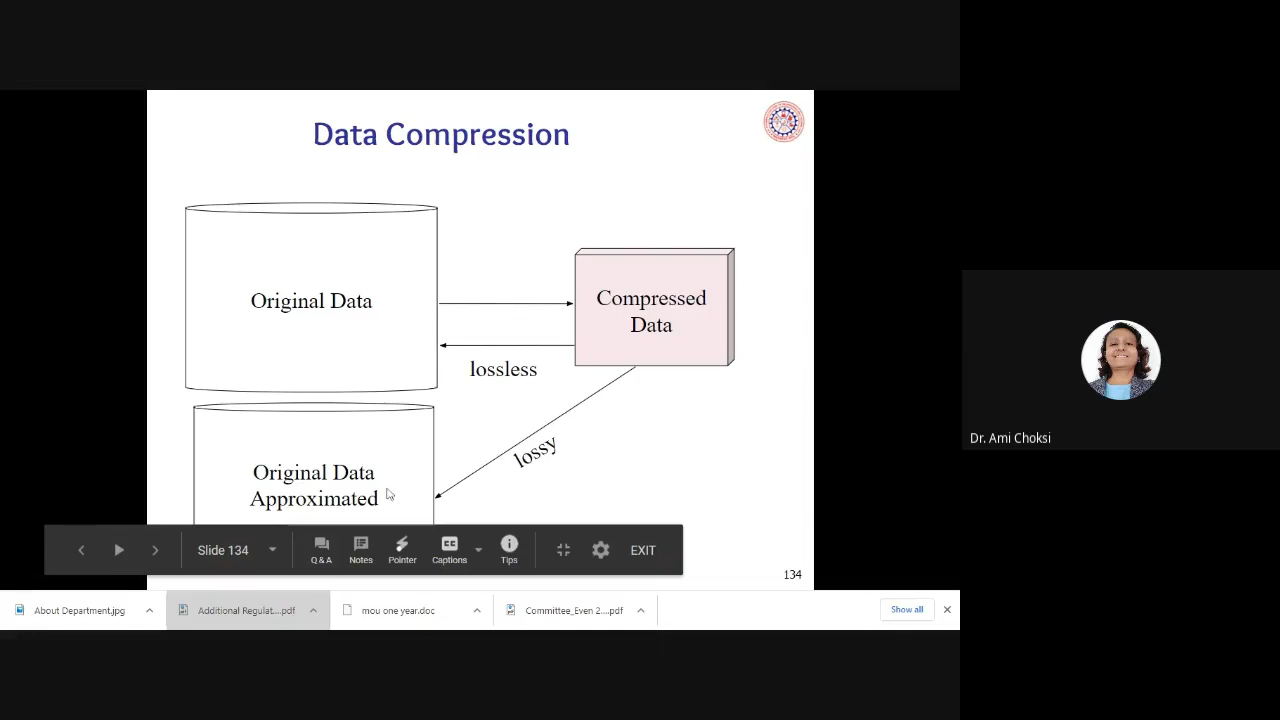 Data Compression
Original Data
Compressed
Data
lossless
lossy
Original Data
Approximated
Slide 134
Q & A
Notes
Pointer
Captions
Tips
EXIT
134
About Department.jpg
Additional Regulat....pdf
mou one year.doc
Committee_Even 2....pdf
Show all
Dr. Ami Choksi